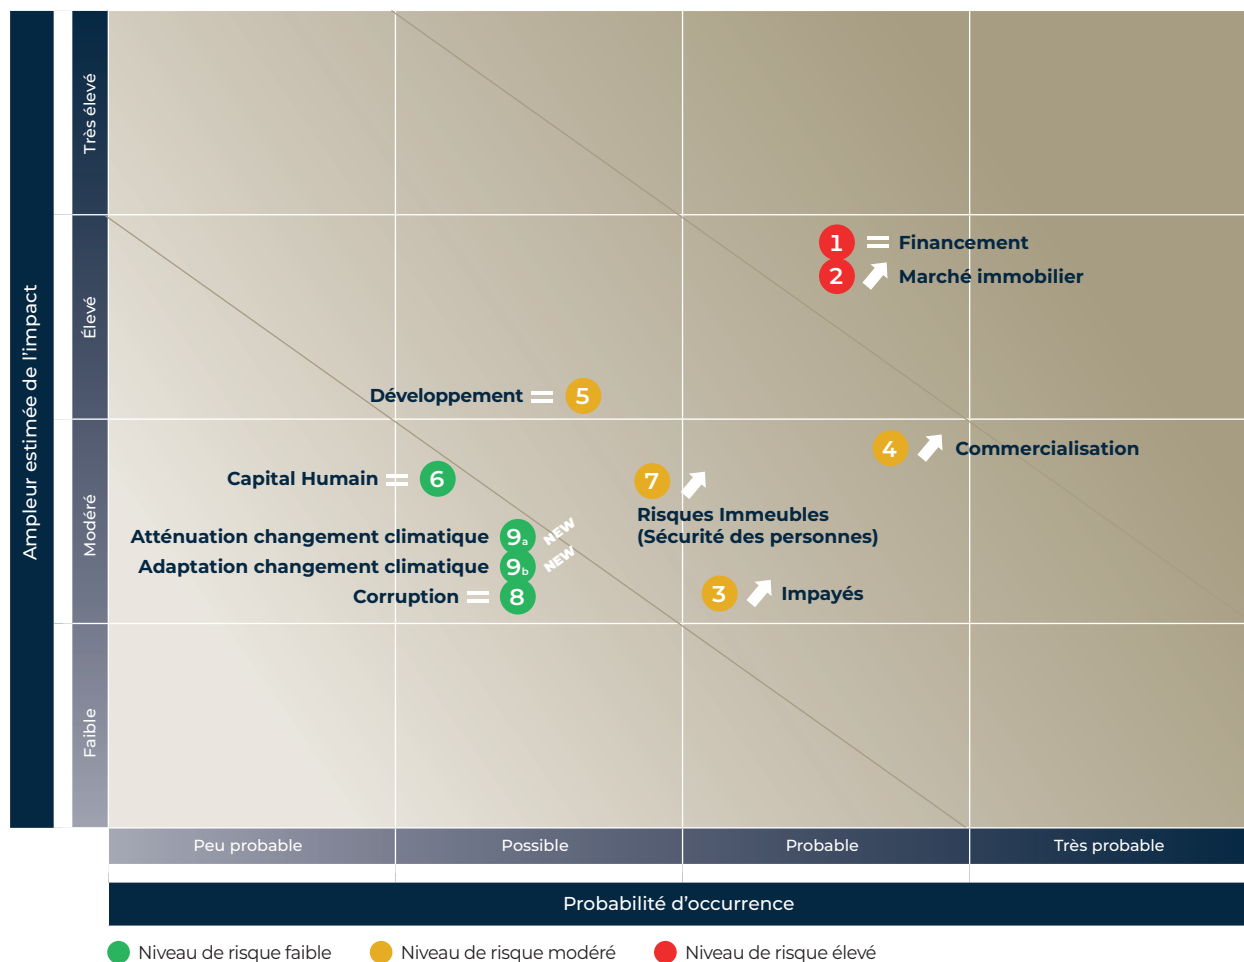 Ampleur estimée de l'impact
Très élevé
Élevé
Modéré
Faible
1 = Financement
2 Marché immobilier
Développement = 5
4 Commercialisation
Capital Humain = 6
7
Risques Immeubles
(Sécurité des personnes)
Atténuation changement climatique 9a NEW
Adaptation changement climatique 9b NEW
Corruption = 8
3 Impayés
Peu probable
Possible
Probable
Très probable
Probabilité d’occurrence
Niveau de risque faible
Niveau de risque modéré
Niveau de risque élevé